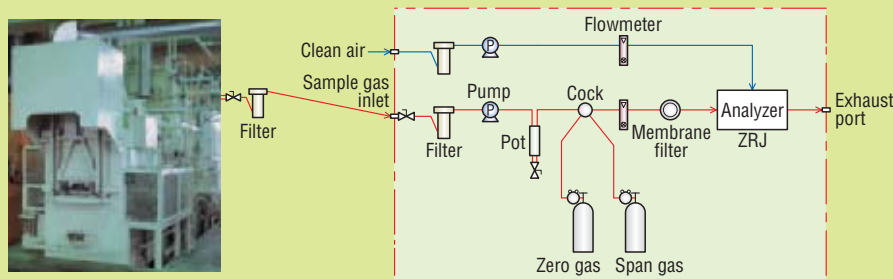 Flowmeter
Clean air
Sample gas
inlet
Pump
Cock
Analyzer
Exhaust
port
Filter
Filter
Pot
Membrane
filter
ZRJ
Zero gas
Span gas
P
P